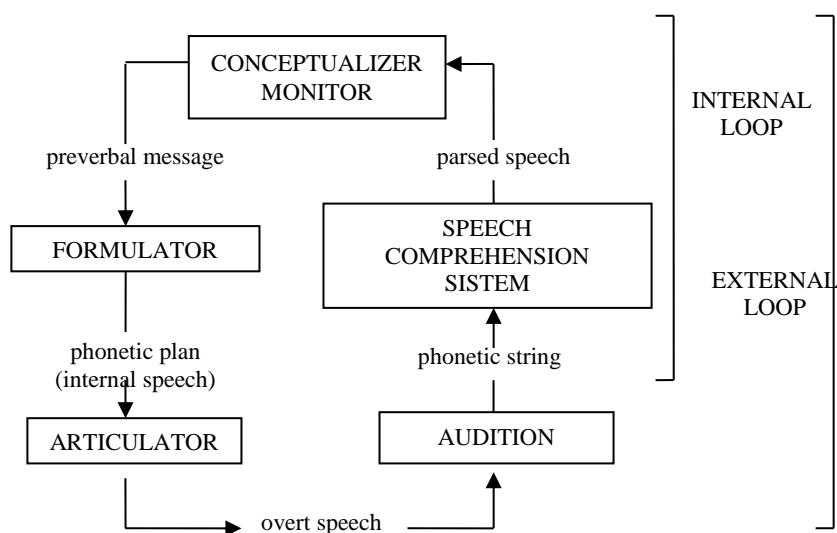 CONCEPTUALIZER
MONITOR
INTERNAL
LOOP
preverbal message
parsed speech
FORMULATOR
SPEECH
COMPREHENSION
SISTEM
EXTERNAL
LOOP
phonetic plan
(internal speech)
phonetic string
ARTICULATOR
AUDITION
overt speech